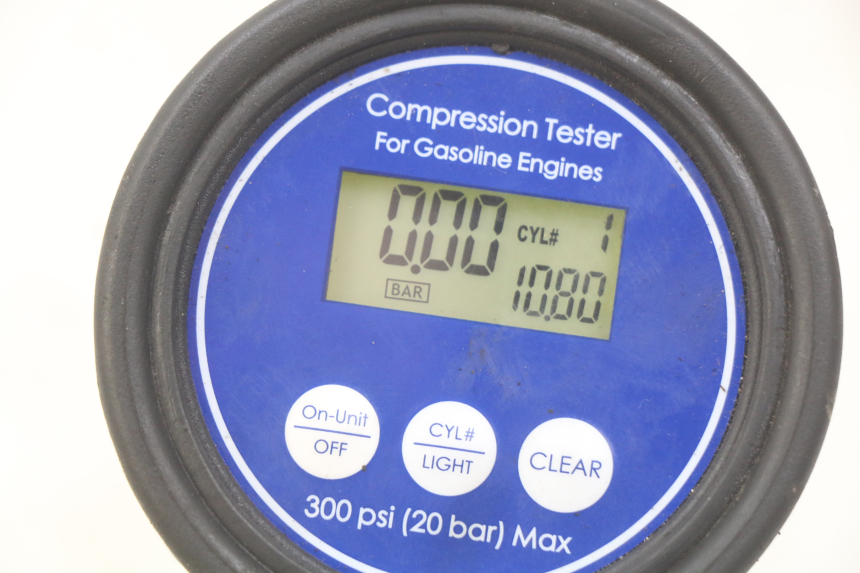 Compression Tester
For Gasoline Engines
0.00 CYL# 1
BAR 10.80
On-Unit
OFF
CYL#
LIGHT
CLEAR
300 psi (20 bar) Max